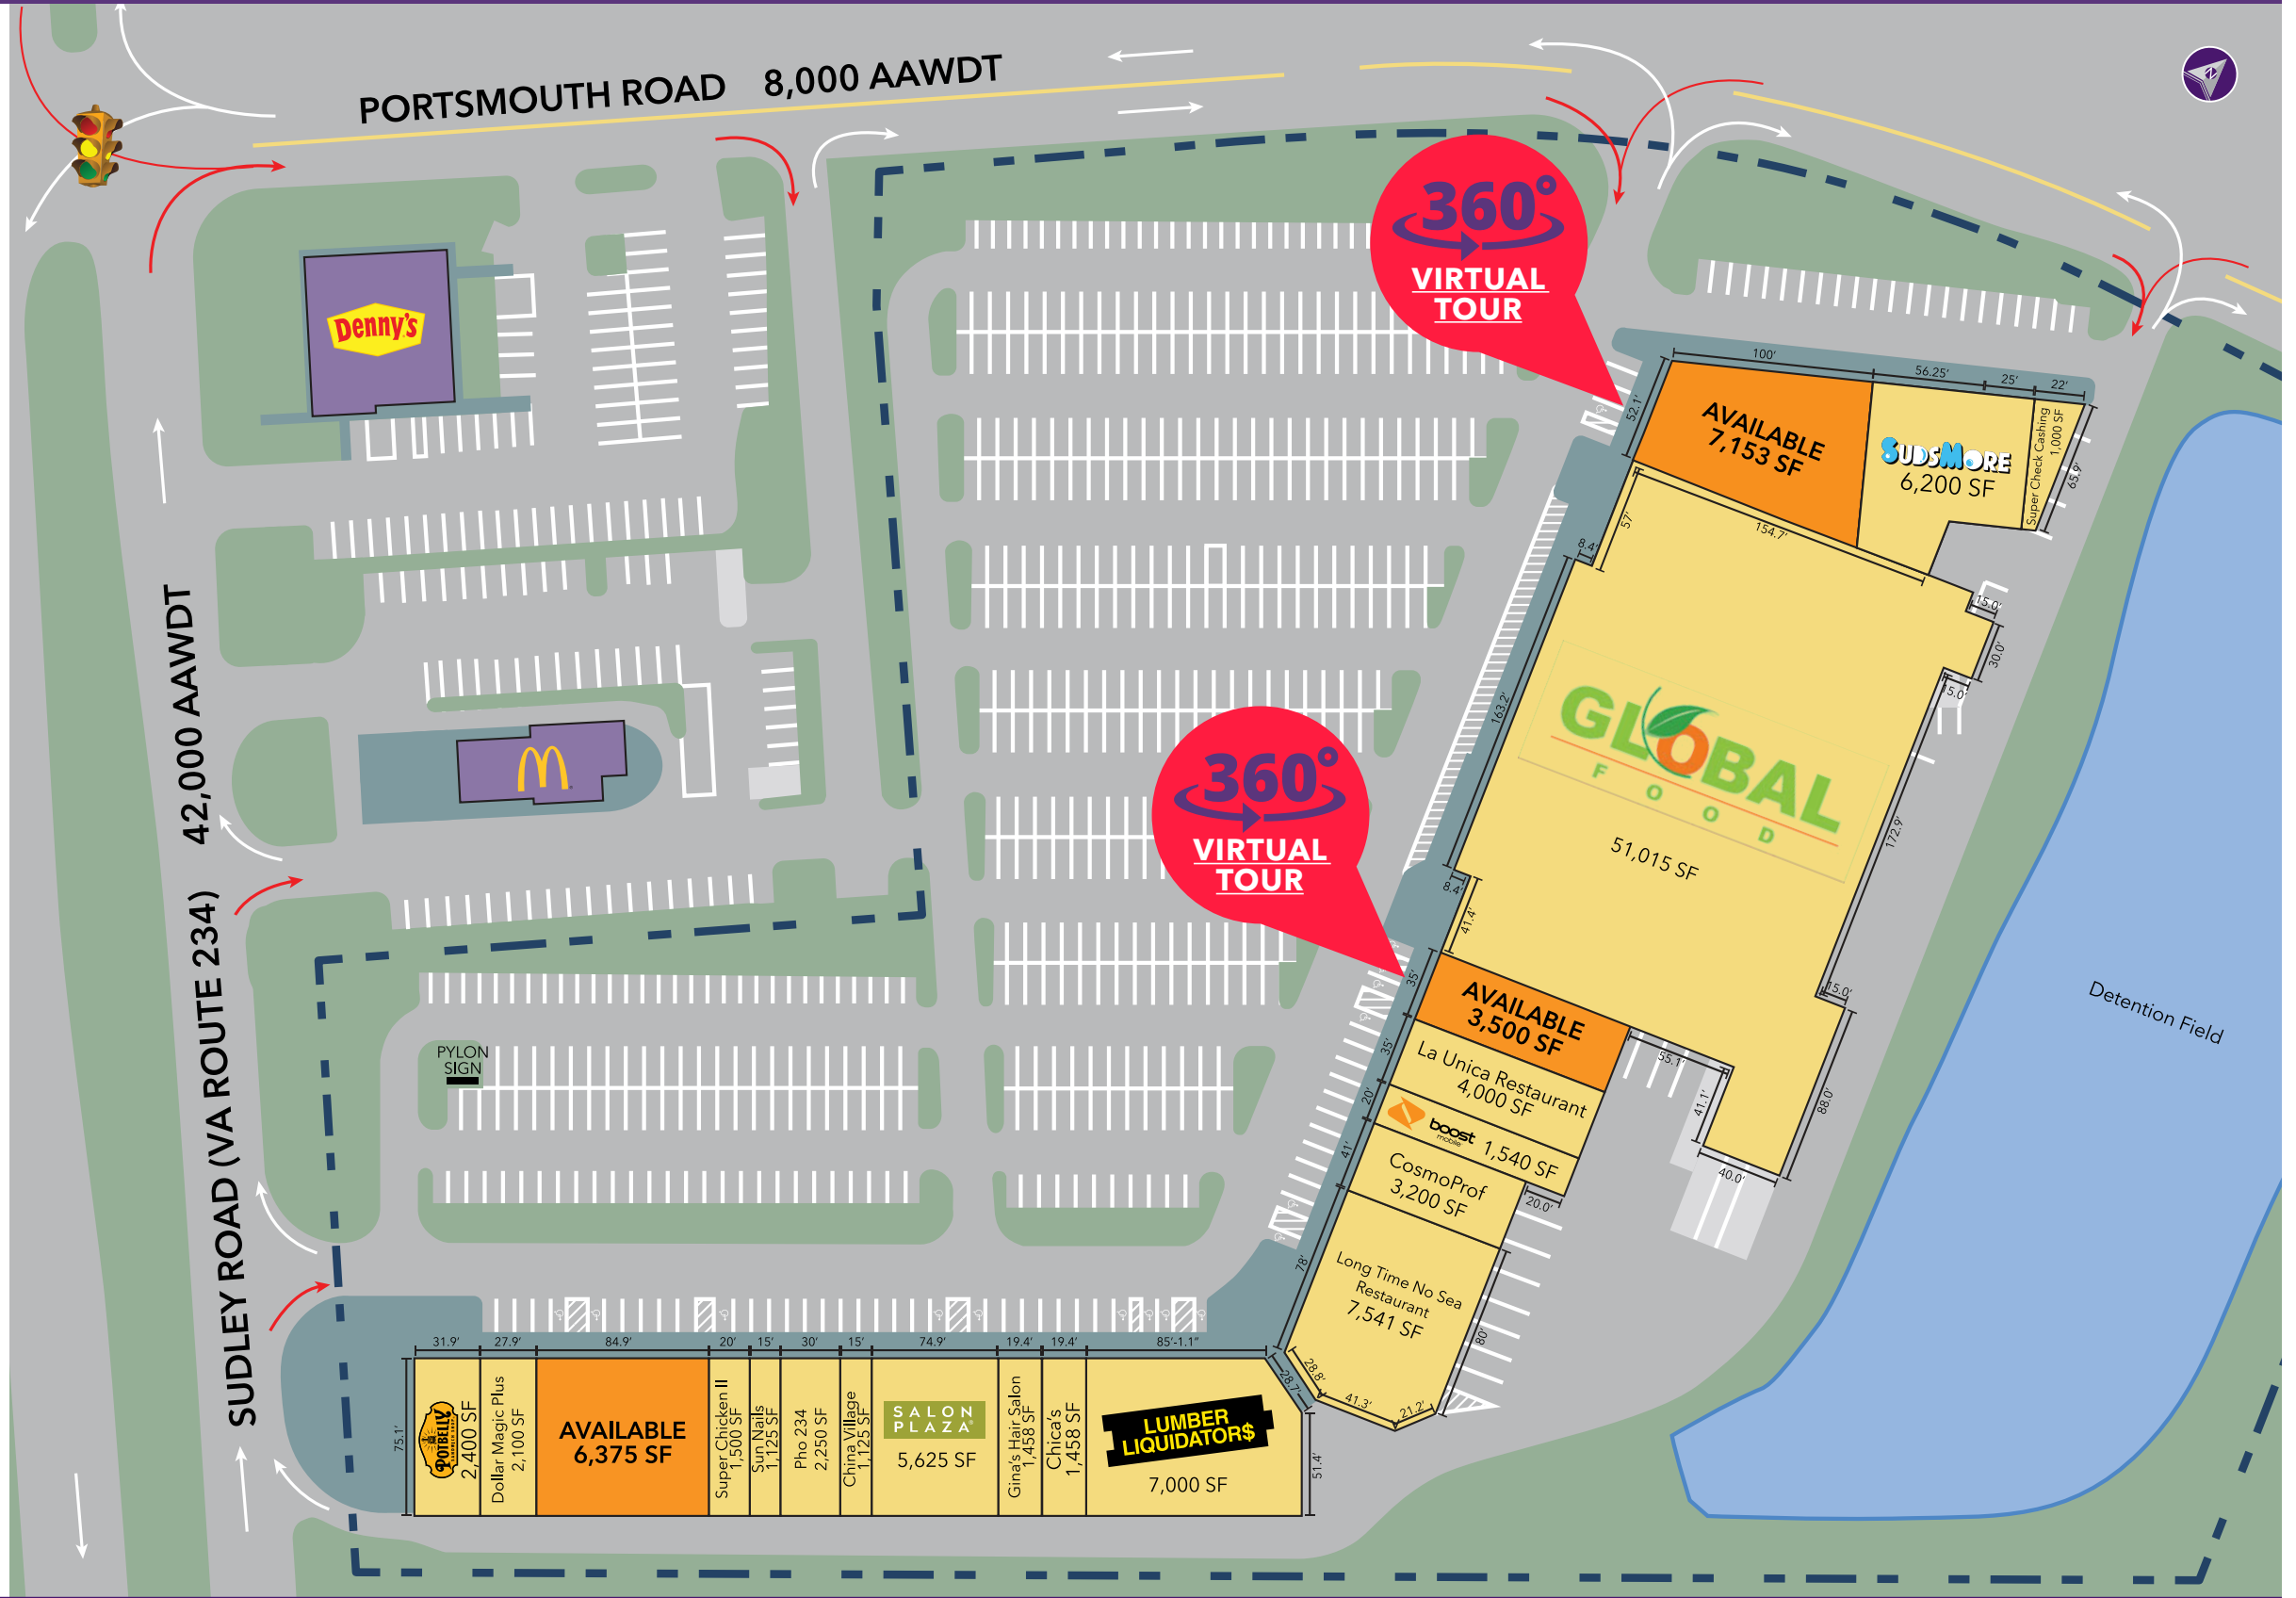 PORTSMOUTH ROAD 8,000 AAWDT
N
360°
VIRTUAL
TOUR
Denny's
100'
56.25'
25'
22'
52.1'
AVAILABLE
7,153 SF
SUDSMORE
6,200 SF
Super Check Cashing
1,000 SF
65.9'
57'
154.7'
8.4'
15.0'
30.0'
15.0'
163.2'
GLOBAL
FOOD
51,015 SF
172.9'
SUDLEY ROAD (VA ROUTE 234) 42,000 AAWDT
360°
VIRTUAL
TOUR
8.4'
41.4'
15.0'
Detention Field
35'
AVAILABLE
3,500 SF
55.1'
41.1'
88.0'
40.0'
PYLON
SIGN
35'
La Unica Restaurant
4,000 SF
20'
boost
mobile
1,540 SF
41'
CosmoProf
3,200 SF
20.0'
78'
Long Time No Sea
Restaurant
7,541 SF
80'
28.8'
41.3'
21.2'
28.7'
31.9'
27.9'
84.9'
20'
15'
30'
15'
74.9'
19.4'
19.4'
85'-1.1"
75.1'
POTBELLY
2,400 SF
Dollar Magic Plus
2,100 SF
AVAILABLE
6,375 SF
Super Chicken II
1,500 SF
Sun Nails
1,125 SF
Pho 234
2,250 SF
China Village
1,125 SF
SALON
PLAZA
5,625 SF
Gina's Hair Salon
1,458 SF
Chica's
1,458 SF
LUMBER
LIQUIDATOR$
7,000 SF
51.4'